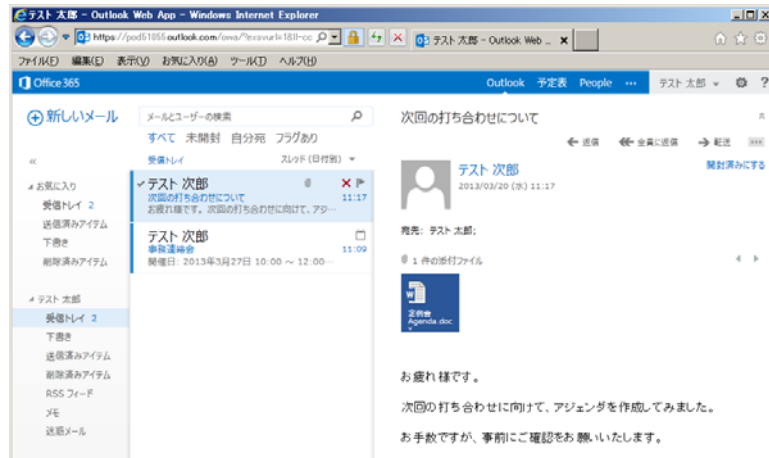 テスト 太郎 - Outlook Web App - Windows Internet Explorer
テスト 太郎 - Outlook Web ...
ファイル(F) 編集(E) 表示(V) お気に入り(A) ツール(T) ヘルプ(H)
Office 365
Outlook 予定表 People ••• テスト 太郎 ?
新しいメール
メールとユーザーの検索
すべて 未開封 自分宛 フラグあり
受信トレイ スレッド (日付別)
«
お気に入り
受信トレイ 2
送信済みアイテム
下書き
削除済みアイテム
テスト 太郎
受信トレイ 2
下書き
送信済みアイテム
削除済みアイテム
RSS フィード
メモ
迷惑メール
テスト 次郎
次回の打ち合わせについて 11:17
お疲れ様です。次回の打ち合わせに向けて、アジ…
テスト 次郎
事務連絡会 11:09
開催日: 2013年3月27日 10:00 ～ 12:00…
次回の打ち合わせについて
返信 全員に返信 転送 •••
テスト 次郎
開封済みにする
2013/03/20 (水) 11:17
宛先: テスト 太郎;
1 件の添付ファイル
定例会
Agenda.doc
お疲れ様です。
次回の打ち合わせに向けて、アジェンダを作成してみました。
お手数ですが、事前にご確認をお願いいたします。